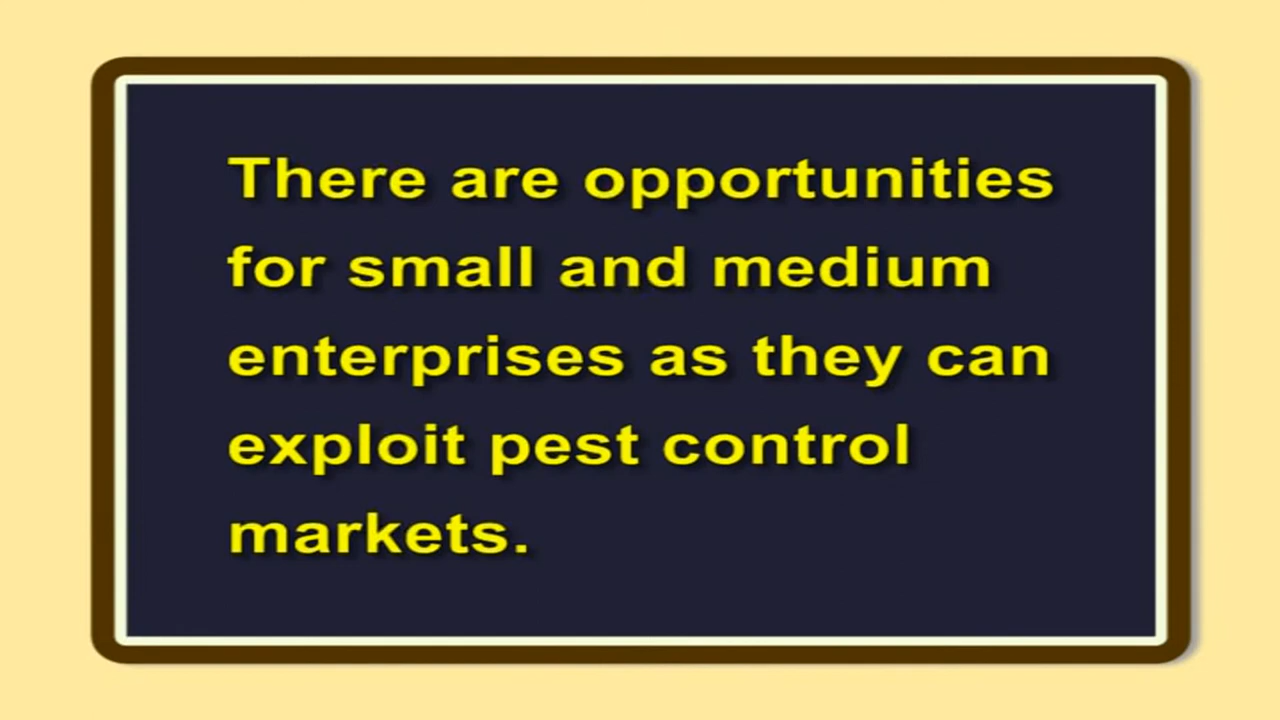 There are opportunities
for small and medium
enterprises as they can
exploit pest control
markets.